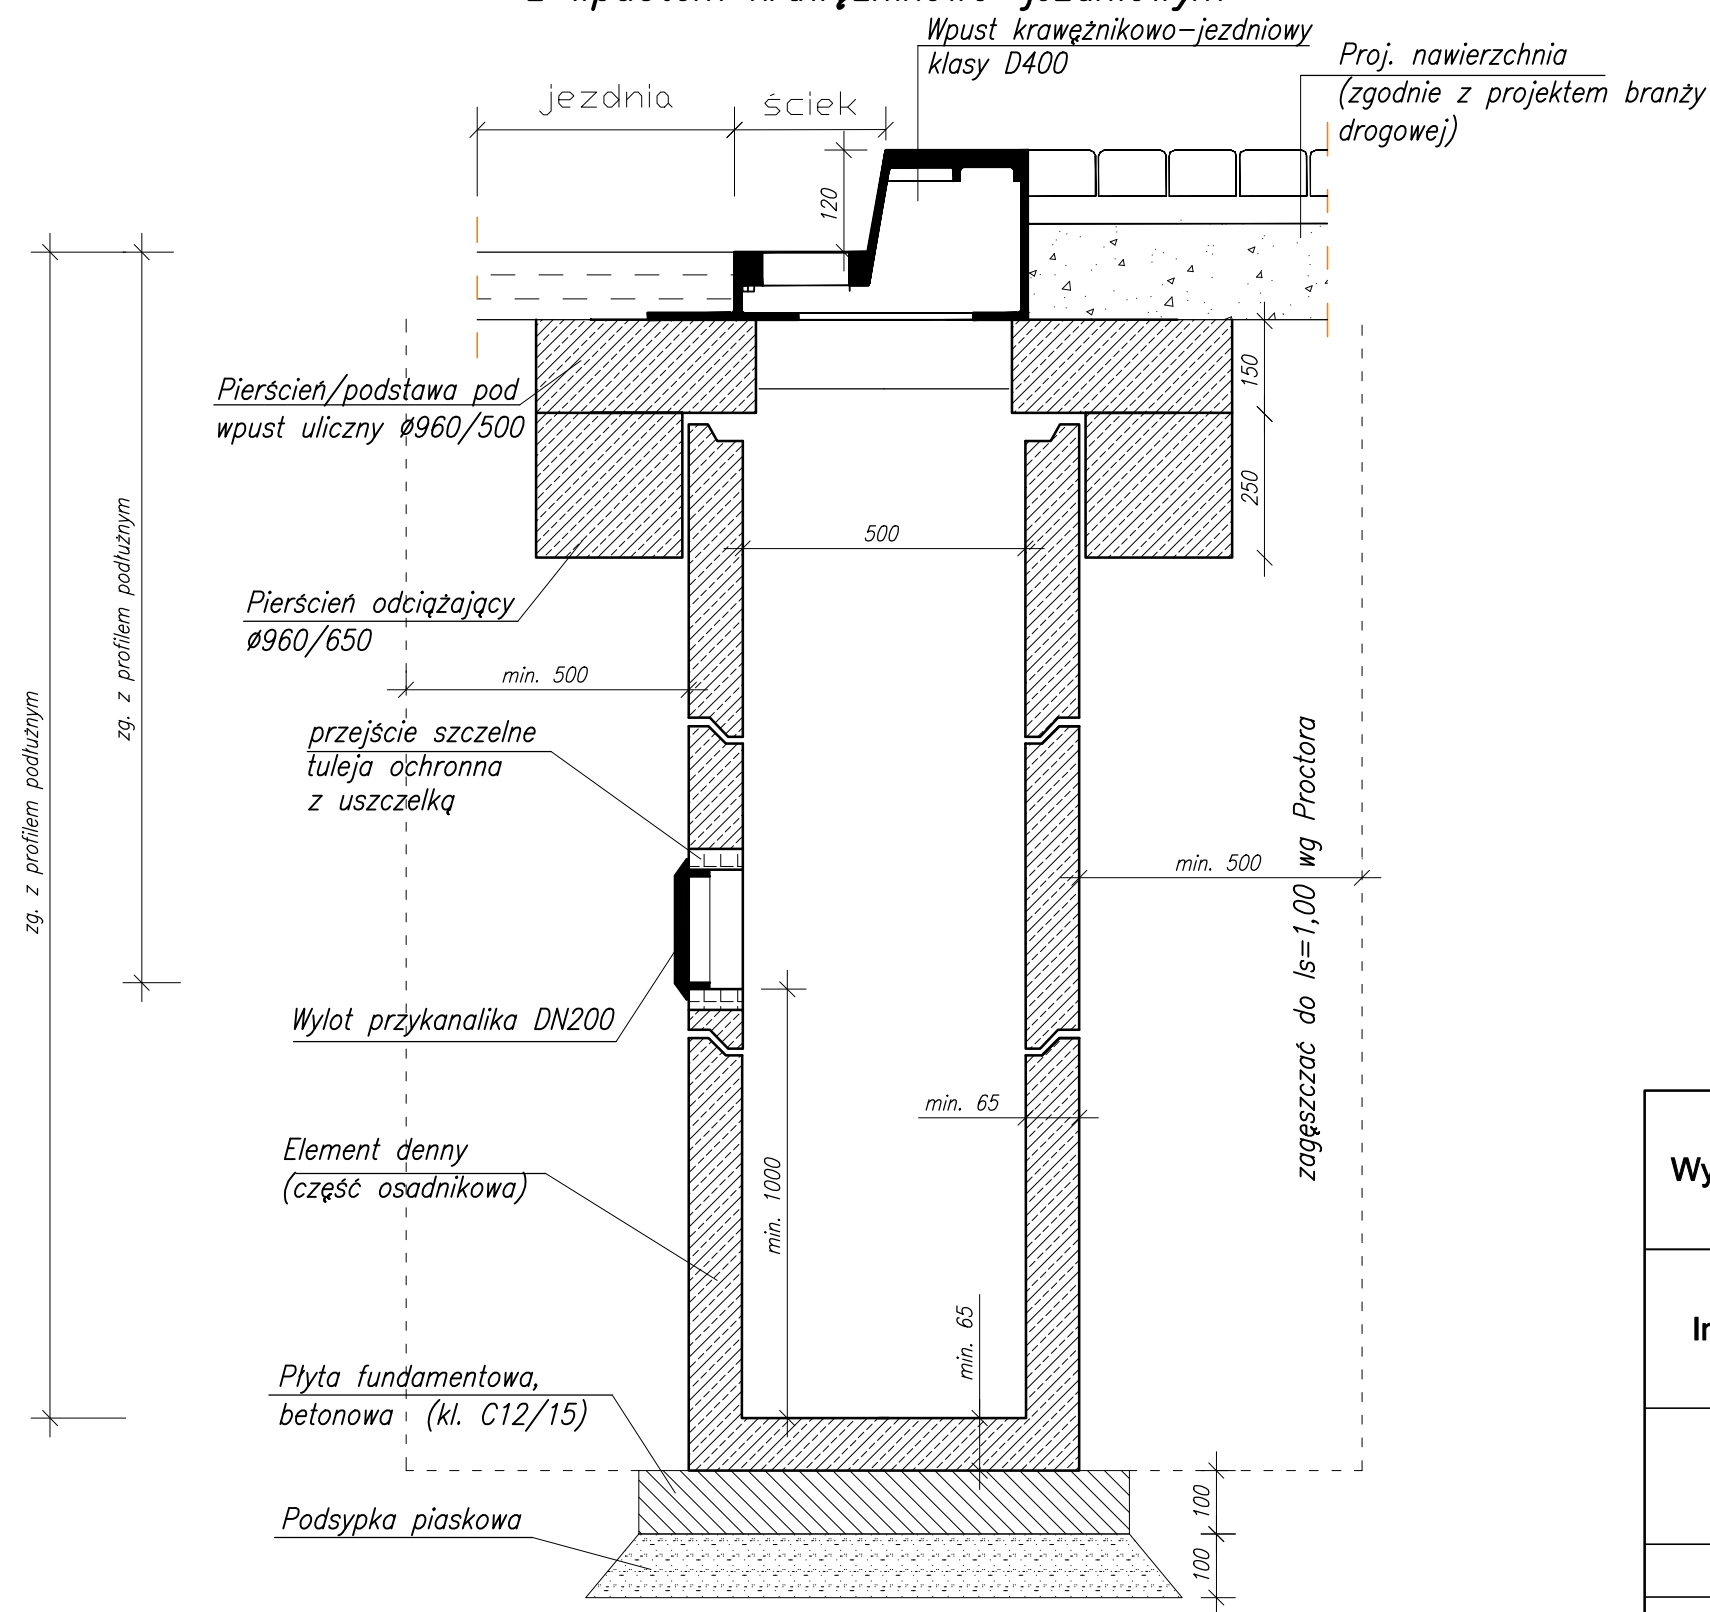 z wpustem krawężnikowo-jezdniowym
Wpust krawężnikowo-jezdniowy
klasy D400
Proj. nawierzchnia
(zgodnie z projektem branży
drogowej)
jezdnia
ściek
120
Pierścień/podstawa pod
wpust uliczny ø960/500
150
250
500
Pierścień odciążający
ø960/650
min. 500
zg. z profilem podłużnym
zg. z profilem podłużnym
przejście szczelne
tuleja ochronna
z uszczelką
min. 500
zagęszczać do Is=1,00 wg Proctora
Wylot przykanalika DN200
min. 65
Element denny
(część osadnikowa)
min. 1000
min. 65
Płyta fundamentowa,
betonowa (kl. C12/15)
Podsypka piaskowa
100
100